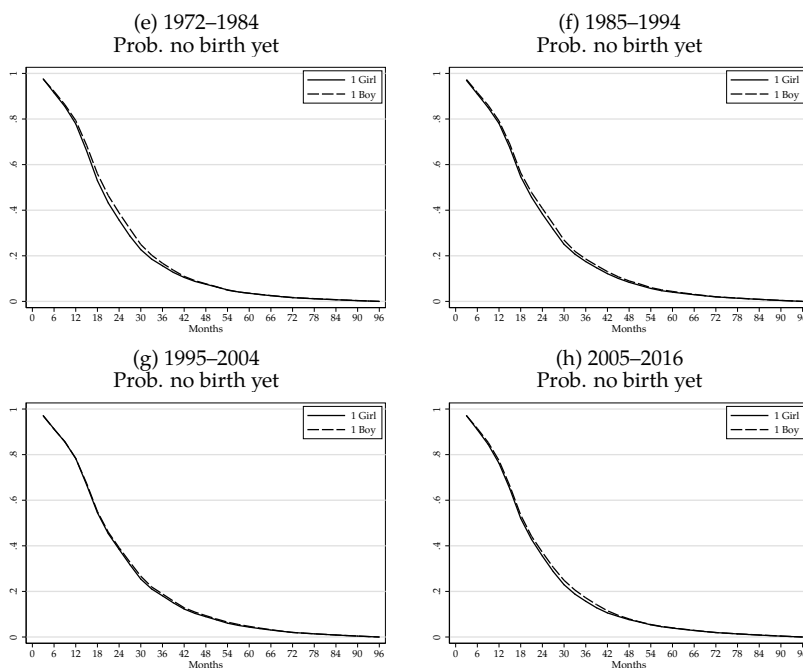 (e) 1972–1984
Prob. no birth yet
1 Girl
1 Boy
0 .2 .4 .6 .8 1
0 6 12 18 24 30 36 42 48 54 60 66 72 78 84 90 96
Months
(f) 1985–1994
Prob. no birth yet
1 Girl
1 Boy
0 .2 .4 .6 .8 1
0 6 12 18 24 30 36 42 48 54 60 66 72 78 84 90 96
Months
(g) 1995–2004
Prob. no birth yet
1 Girl
1 Boy
0 .2 .4 .6 .8 1
0 6 12 18 24 30 36 42 48 54 60 66 72 78 84 90 96
Months
(h) 2005–2016
Prob. no birth yet
1 Girl
1 Boy
0 .2 .4 .6 .8 1
0 6 12 18 24 30 36 42 48 54 60 66 72 78 84 90 96
Months